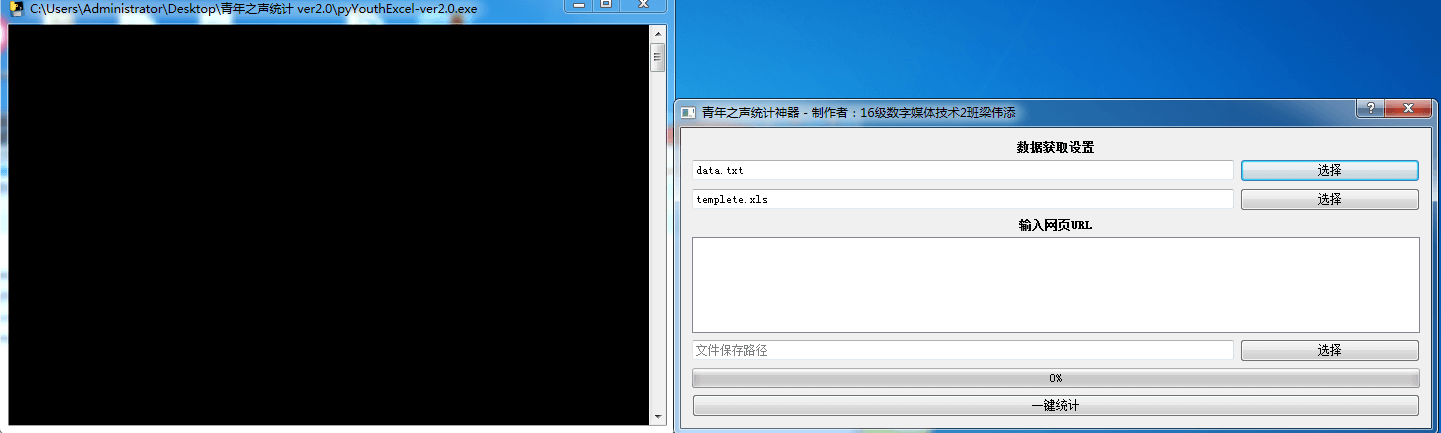 C:\Users\Administrator\Desktop\青年之声统计 ver2.0\pyYouthExcel-ver2.0.exe
青年之声统计神器 - 制作者：16级数字媒体技术2班梁伟添
数据获取设置
data.txt 选择
templete.xls 选择
输入网页URL
文件保存路径 选择
0%
一键统计